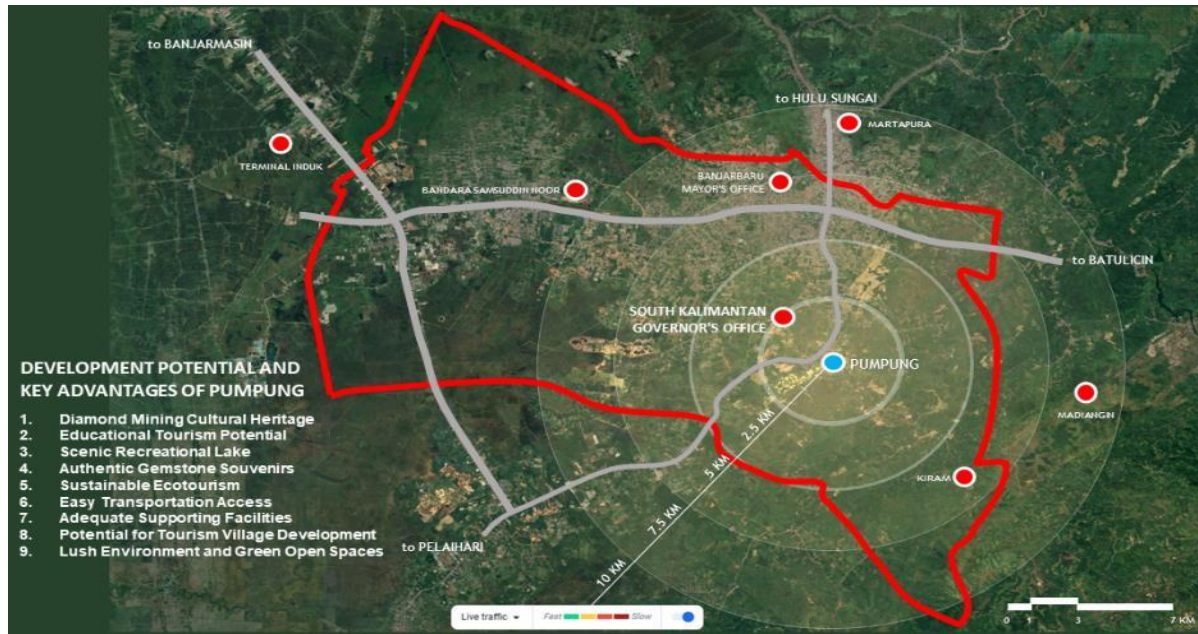 to BANJARMASIN
to HULU SUNGAI
MARTAPURA
TERMINAL INDUK
BANDARA SAMSUDDIN NOOR
BANJARBARU
MAYOR'S OFFICE
to BATULICIN
SOUTH KALIMANTAN
GOVERNOR'S OFFICE
PUMPUNG
MADIANGIN
KIRAM
2.5 KM
5 KM
7.5 KM
10 KM
to PELAIHARI
DEVELOPMENT POTENTIAL AND
KEY ADVANTAGES OF PUMPUNG
1. Diamond Mining Cultural Heritage
2. Educational Tourism Potential
3. Scenic Recreational Lake
4. Authentic Gemstone Souvenirs
5. Sustainable Ecotourism
6. Easy Transportation Access
7. Adequate Supporting Facilities
8. Potential for Tourism Village Development
9. Lush Environment and Green Open Spaces
Live traffic Fast Slow
0 1 3 7 KM